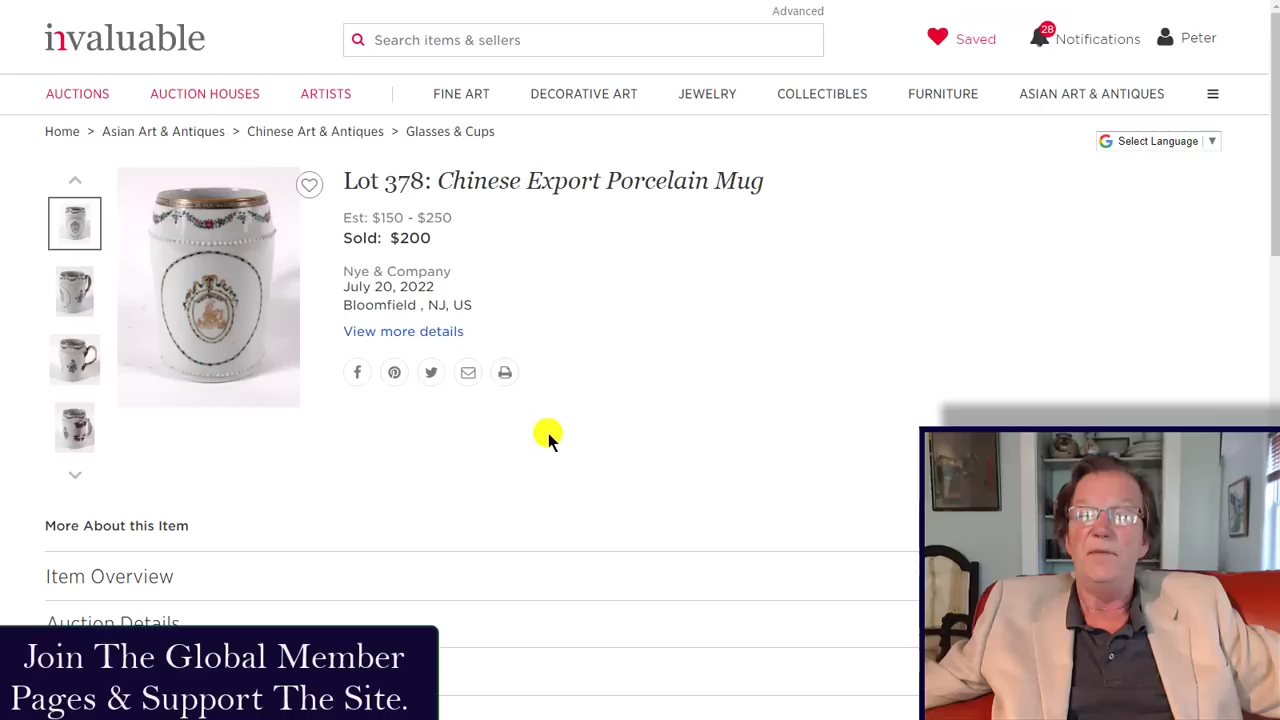 Advanced
invaluable
Search items & sellers
Saved
28
Notifications
Peter
AUCTIONS
AUCTION HOUSES
ARTISTS
FINE ART
DECORATIVE ART
JEWELRY
COLLECTIBLES
FURNITURE
ASIAN ART & ANTIQUES
Home > Asian Art & Antiques > Chinese Art & Antiques > Glasses & Cups
Select Language
Lot 378: Chinese Export Porcelain Mug
Est: $150 - $250
Sold: $200
Nye & Company
July 20, 2022
Bloomfield , NJ, US
View more details
More About this Item
Item Overview
Auction Details
Join The Global Member
Pages & Support The Site.